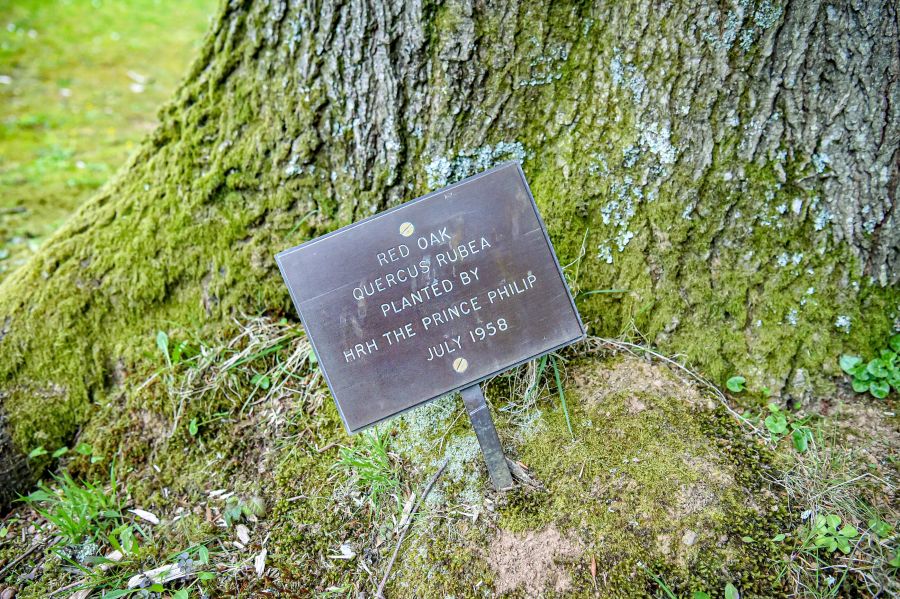 RED OAK
QUERCUS RUBEA
PLANTED BY
HRH THE PRINCE PHILIP
JULY 1958